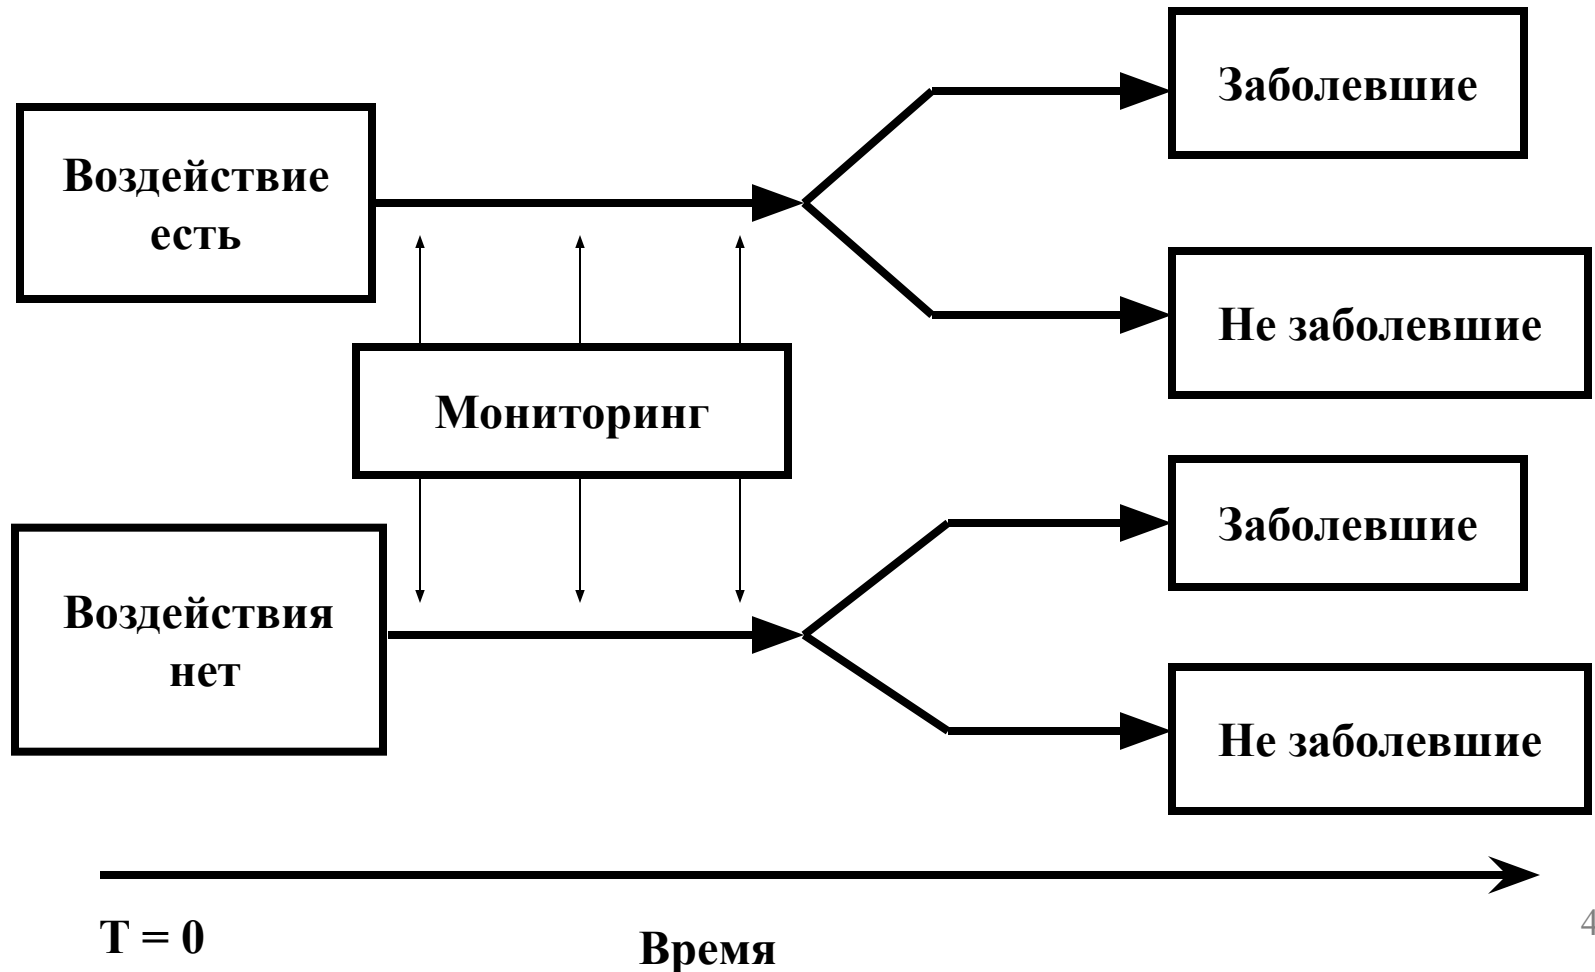 Заболевшие
Воздействие
есть
Не заболевшие
Мониторинг
Заболевшие
Воздействия
нет
Не заболевшие
T = 0
Время
4